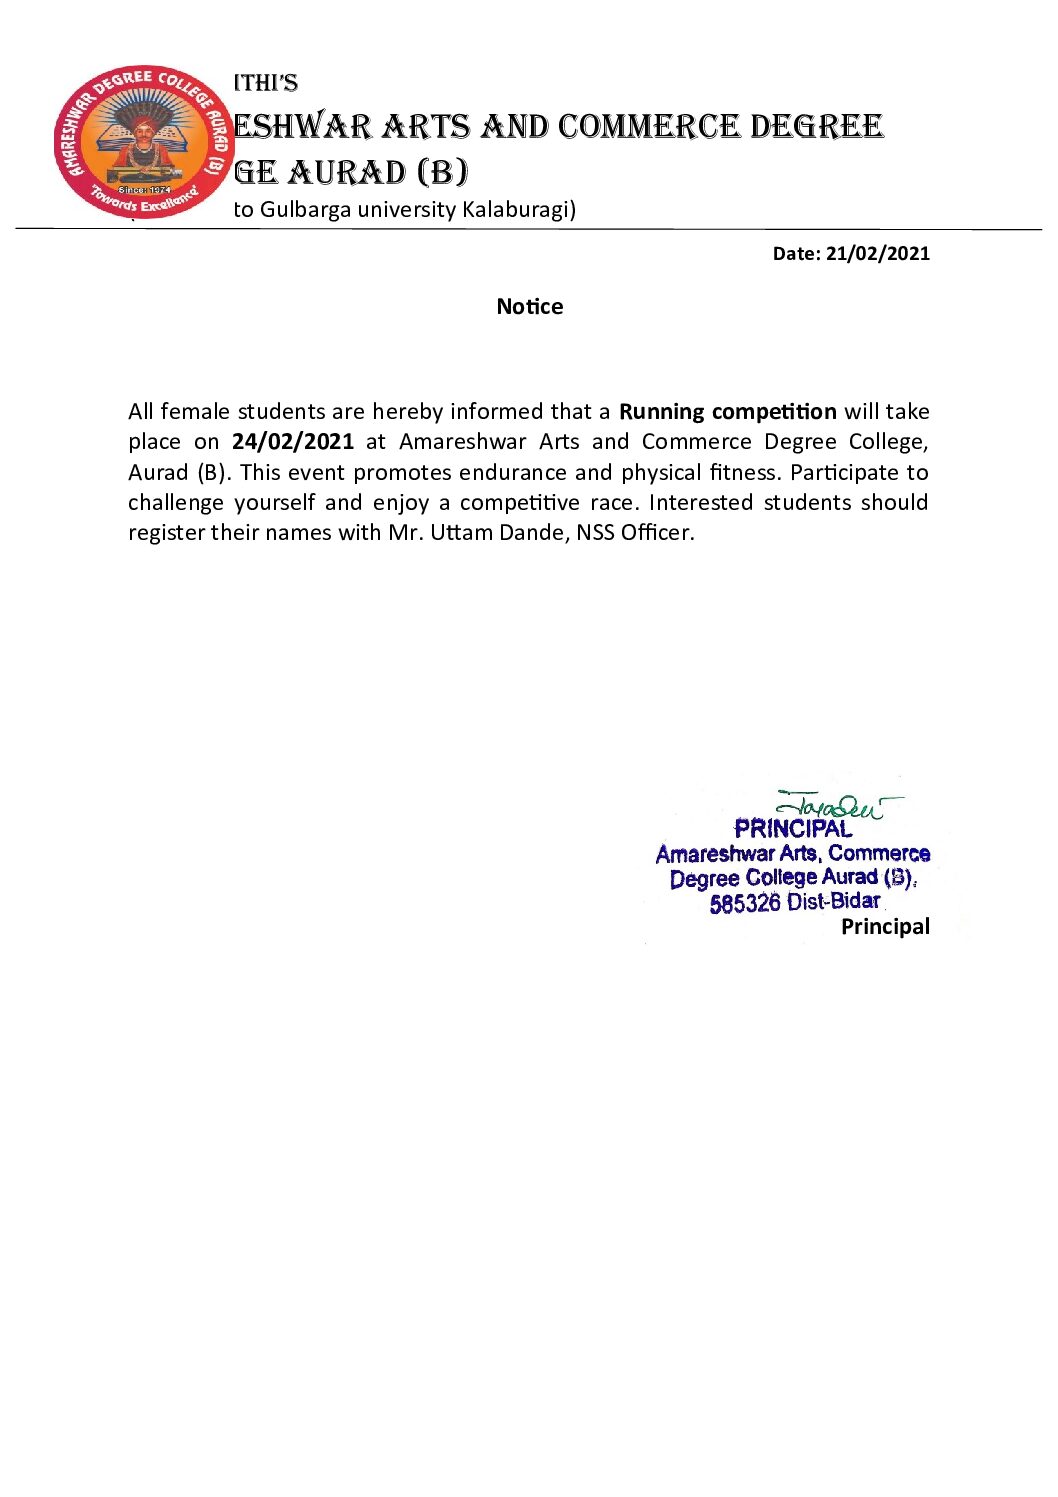 ITHI'S
ESHWAR ARTS AND COMMERCE DEGREE
GE AURAD (B)
to Gulbarga university Kalaburagi)
AMARESHWAR DEGREE COLLEGE AURAD (B)
Since 1974
'Towards Excellence'
Date: 21/02/2021
Notice
All female students are hereby informed that a Running competition will take
place on 24/02/2021 at Amareshwar Arts and Commerce Degree College,
Aurad (B). This event promotes endurance and physical fitness. Participate to
challenge yourself and enjoy a competitive race. Interested students should
register their names with Mr. Uttam Dande, NSS Officer.
PRINCIPAL
Amareshwar Arts, Commerce
Degree College Aurad (B).
585326 Dist-Bidar
Principal